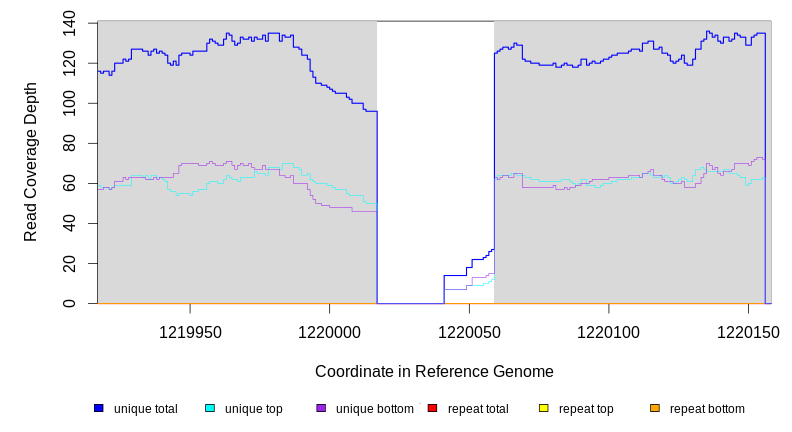 140
120
100
80
60
40
20
0
Read Coverage Depth
1219950 1220000 1220050 1220100 1220150
Coordinate in Reference Genome
unique total unique top unique bottom repeat total repeat top repeat bottom